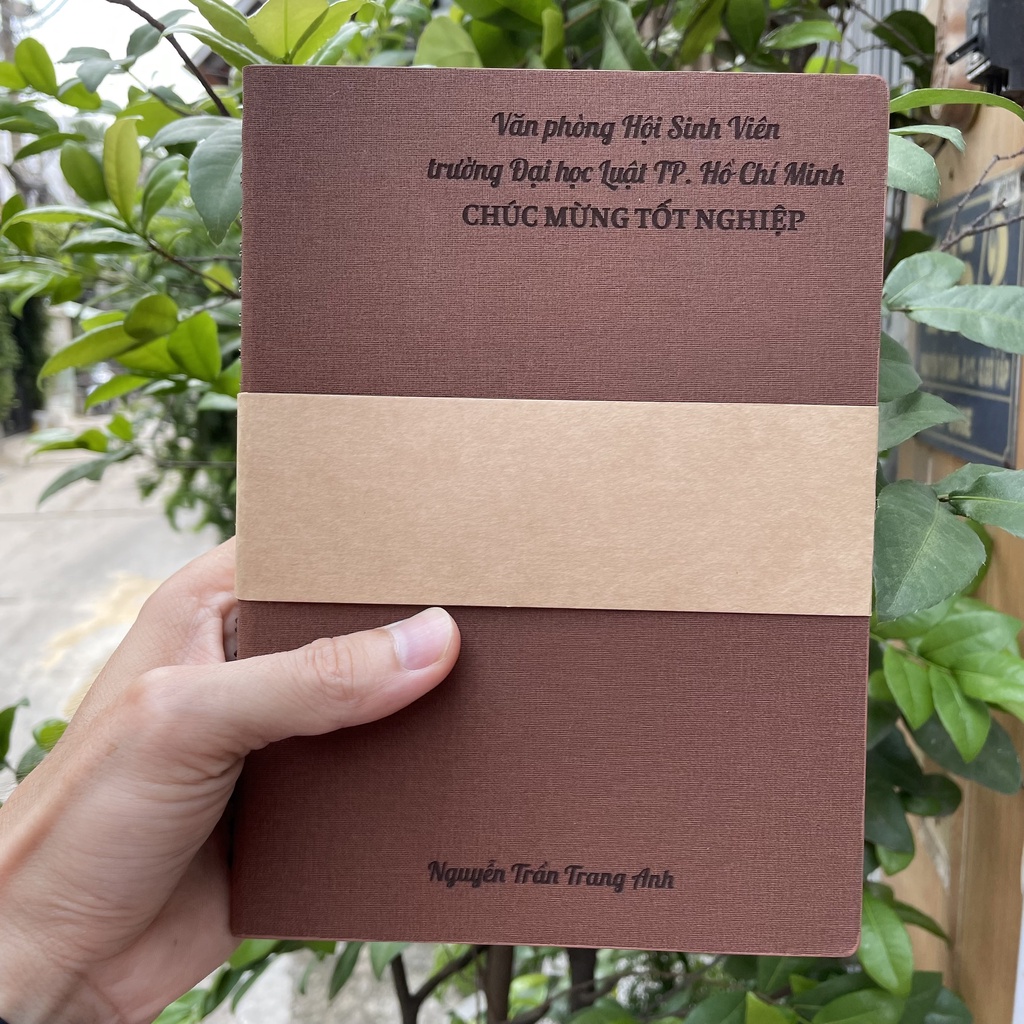 Văn phòng Hội Sinh Viên
trường Đại học Luật TP. Hồ Chí Minh
CHÚC MỪNG TỐT NGHIỆP
Nguyễn Trần Trang Anh